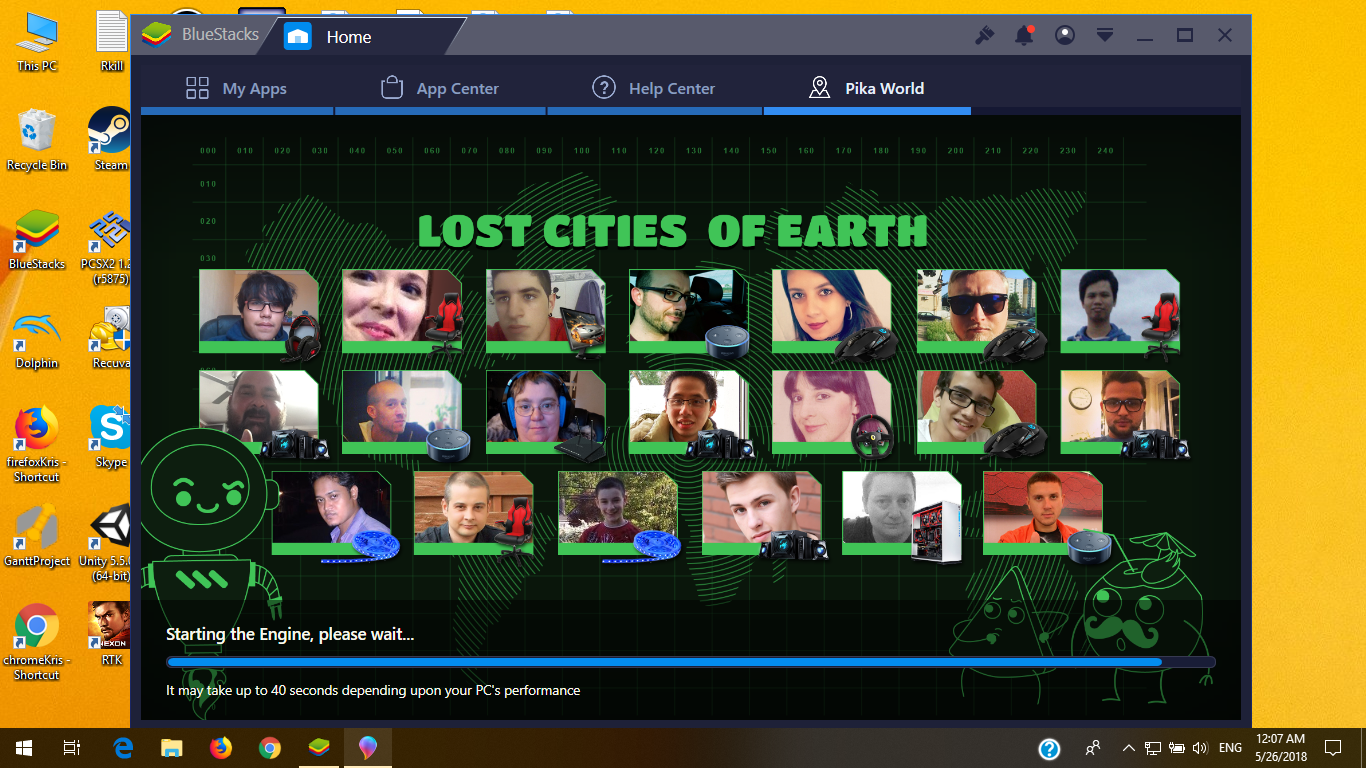 BlueStacks
Home
My Apps
App Center
Help Center
Pika World
000 010 020 030 040 050 060 070 080 090 100 110 120 130 140 150 160 170 180 190 200 210 220 230 240
010
020
030
LOST CITIES OF EARTH
Starting the Engine, please wait...
It may take up to 40 seconds depending upon your PC's performance
This PC
Rkill
Recycle Bin
Steam
BlueStacks
PCSX2 1.2
(r5875)
Dolphin
Recuva
firefoxKris -
Shortcut
Skype
GanttProject
Unity 5.5.0
(64-bit)
chromeKris -
Shortcut
NEXON
RTK
ENG
12:07 AM
5/26/2018